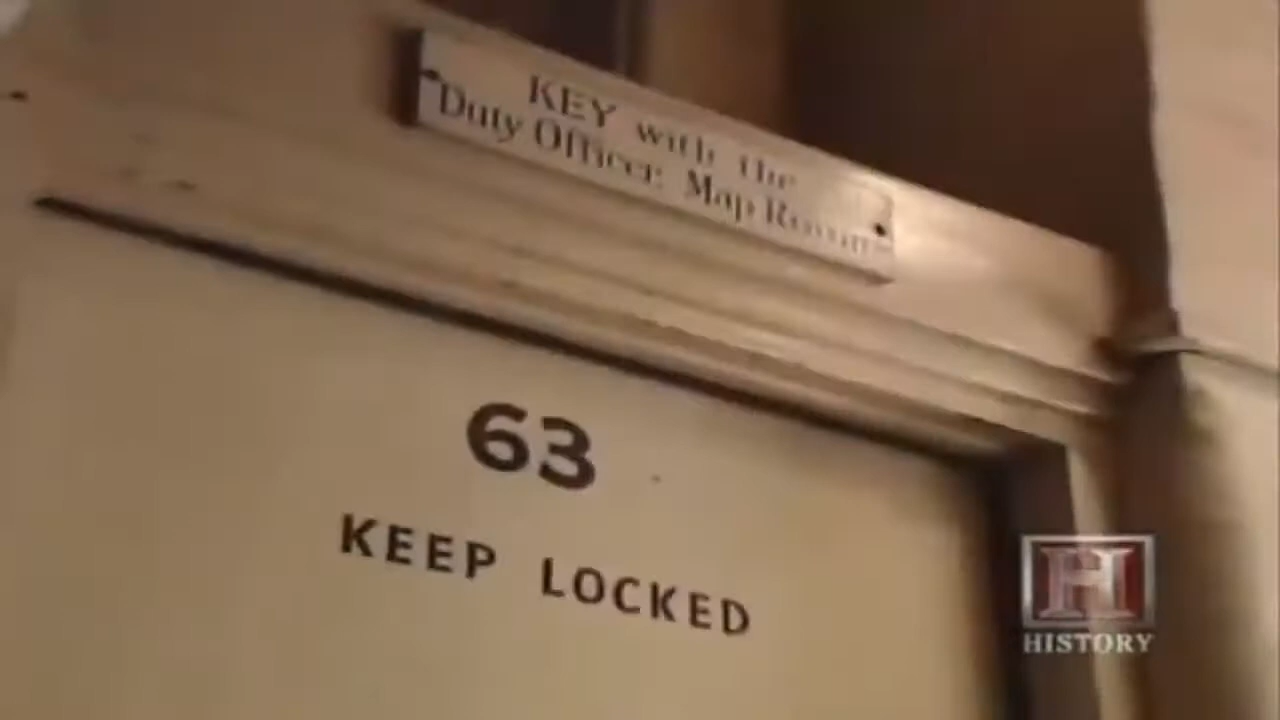 KEY with the
Duty Officer: Map Room
63
KEEP LOCKED
H
HISTORY